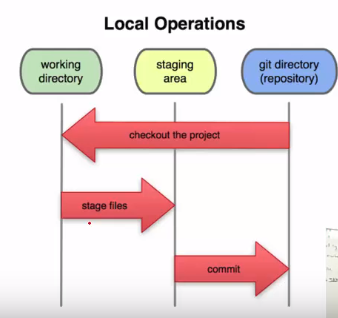 Local Operations
working
directory
staging
area
git directory
(repository)
checkout the project
stage files
commit